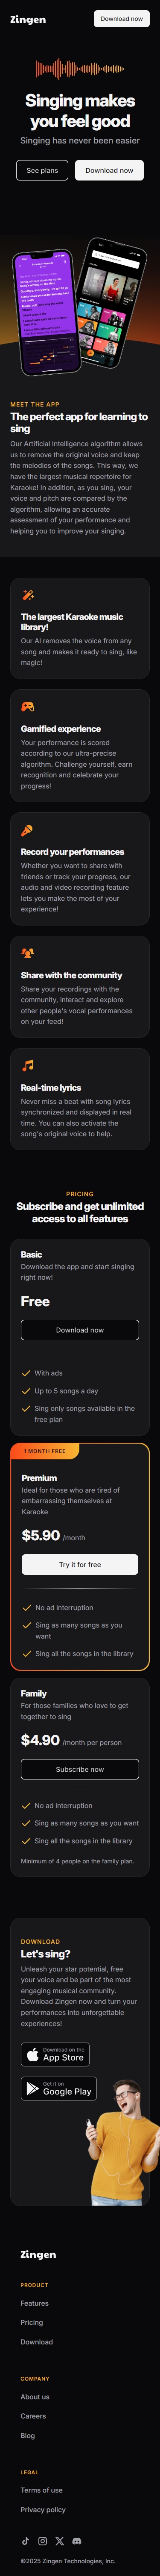 Zingen
Download now
Singing makes
you feel good
Singing has never been easier
See plans
Download now
MEET THE APP
The perfect app for learning to
sing
Our Artificial Intelligence algorithm allows
us to remove the original voice and keep
the melodies of the songs. This way, we
have the largest musical repertoire for
Karaoke! In addition, as you sing, your
voice and pitch are compared by the
algorithm, allowing an accurate
assessment of your performance and
helping you to improve your singing.
The largest Karaoke music
library!
Our AI removes the voice from any
song and makes it ready to sing, like
magic!
Gamified experience
Your performance is scored
according to our ultra-precise
algorithm. Challenge yourself, earn
recognition and celebrate your
progress!
Record your performances
Whether you want to share with
friends or track your progress, our
audio and video recording feature
lets you make the most of your
experience!
Share with the community
Share your recordings with the
community, interact and explore
other people's vocal performances
on your feed!
Real-time lyrics
Never miss a beat with song lyrics
synchronized and displayed in real
time. You can also activate the
song's original voice to help.
PRICING
Subscribe and get unlimited
access to all features
Basic
Download the app and start singing
right now!
Free
Download now
With ads
Up to 5 songs a day
Sing only songs available in the
free plan
1 MONTH FREE
Premium
Ideal for those who are tired of
embarrassing themselves at
Karaoke
$5.90 /month
Try it for free
No ad interruption
Sing as many songs as you
want
Sing all the songs in the library
Family
For those families who love to get
together to sing
$4.90 /month per person
Subscribe now
No ad interruption
Sing as many songs as you want
Sing all the songs in the library
Minimum of 4 people on the family plan.
DOWNLOAD
Let's sing?
Unleash your star potential, free
your voice and be part of the most
engaging musical community.
Download Zingen now and turn your
performances into unforgettable
experiences!
Download on the
App Store
Get it on
Google Play
Zingen
PRODUCT
Features
Pricing
Download
COMPANY
About us
Careers
Blog
LEGAL
Terms of use
Privacy policy
©2025 Zingen Technologies, inc.